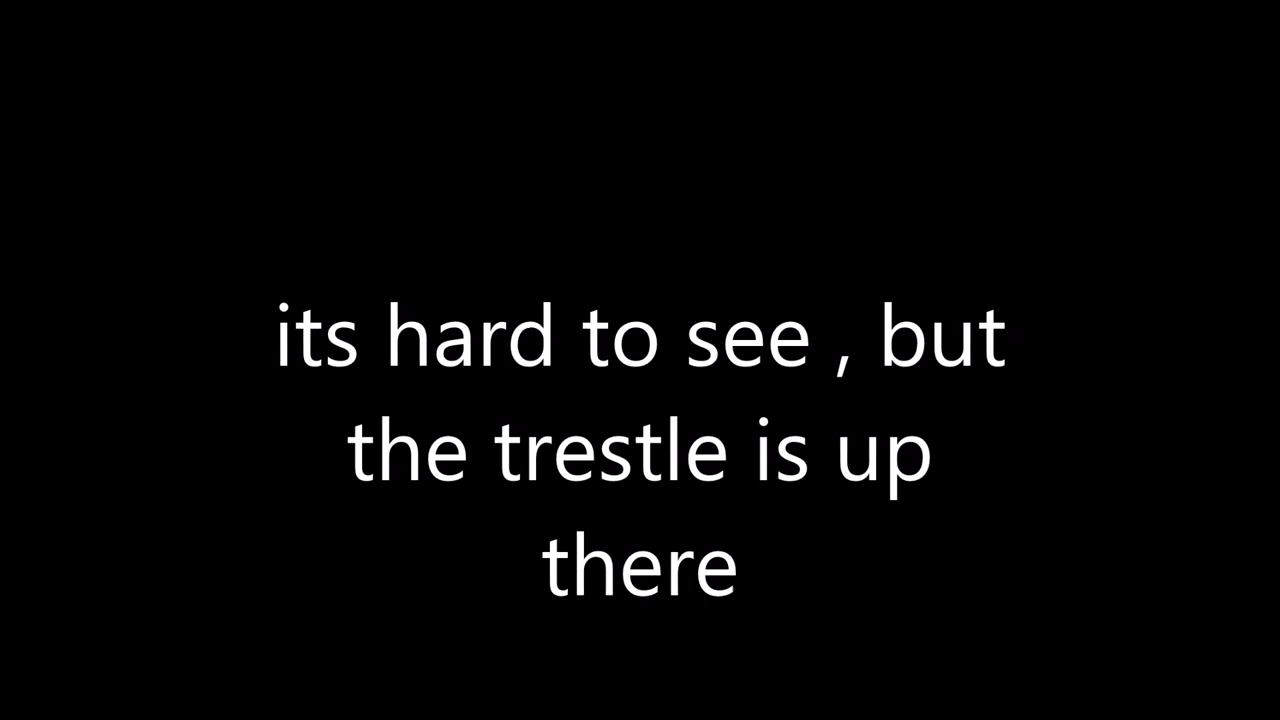 its hard to see , but
the trestle is up
there